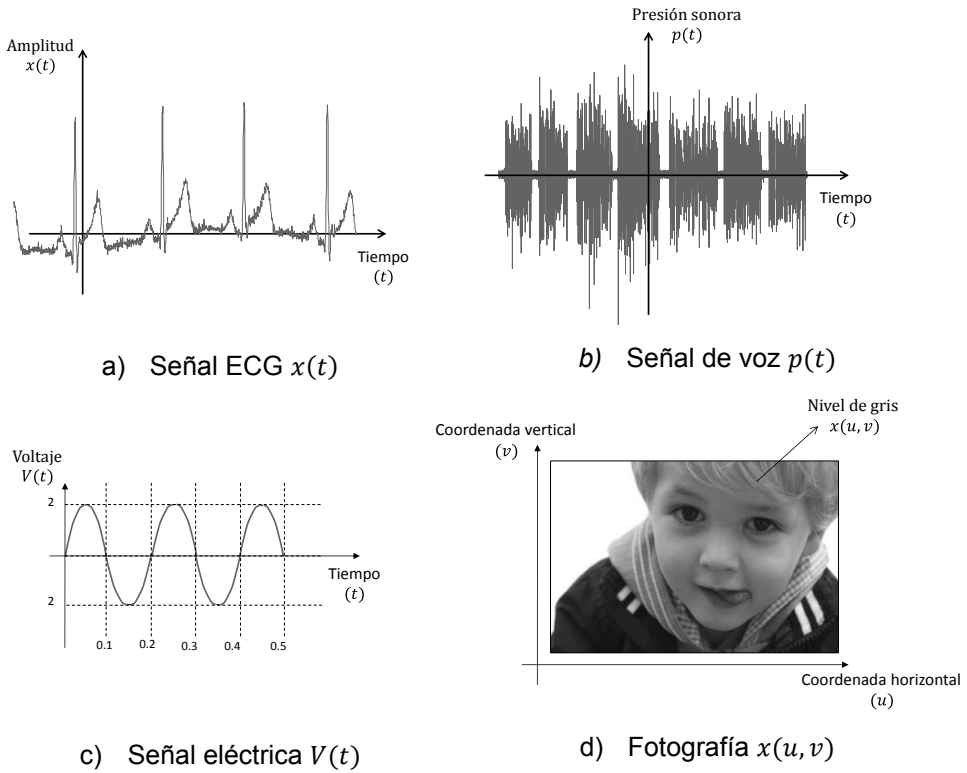 Amplitud
x(t)
Tiempo
(t)
a) Señal ECG x(t)
Presión sonora
p(t)
Tiempo
(t)
b) Señal de voz p(t)
Voltaje
V(t)
2
2
0.1
0.2
0.3
0.4
0.5
Tiempo
(t)
c) Señal eléctrica V(t)
Nivel de gris
x(u, v)
Coordenada vertical
(v)
Coordenada horizontal
(u)
d) Fotografía x(u, v)